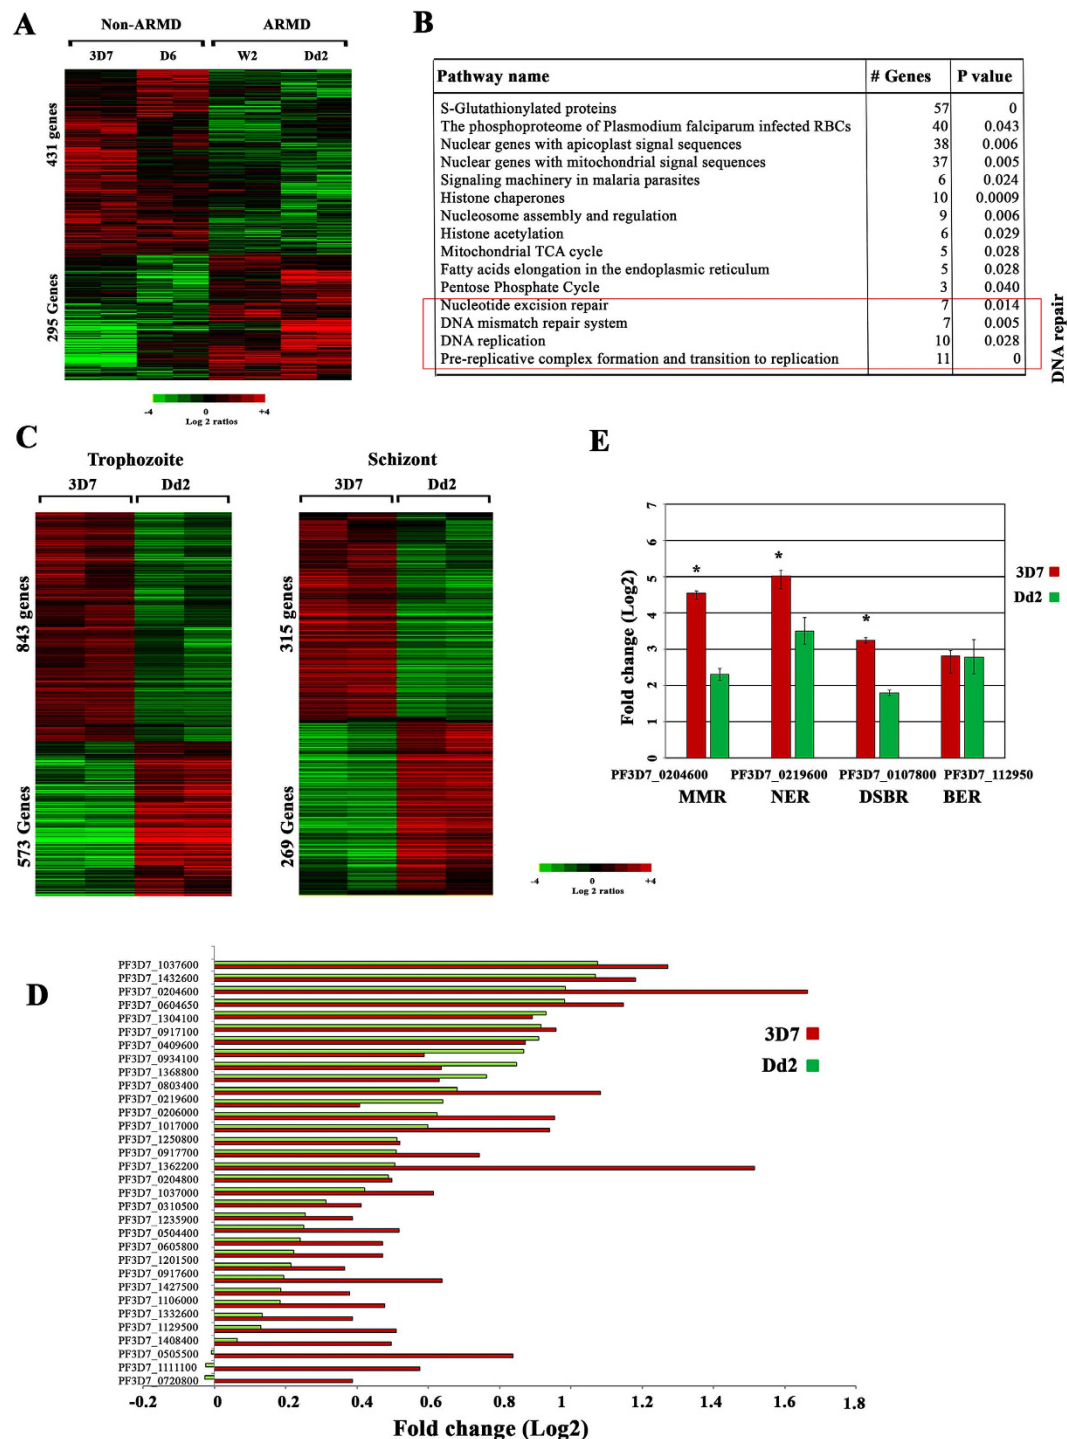 A
Non-ARMD ARMD
3D7 D6 W2 Dd2
431 genes
295 Genes
-4 0 +4
Log 2 ratios
B
Pathway name # Genes P value
S-Glutathionylated proteins 57 0
The phosphoproteome of Plasmodium falciparum infected RBCs 40 0.043
Nuclear genes with apicoplast signal sequences 38 0.006
Nuclear genes with mitochondrial signal sequences 37 0.005
Signaling machinery in malaria parasites 6 0.024
Histone chaperones 10 0.0009
Nucleosome assembly and regulation 9 0.006
Histone acetylation 6 0.029
Mitochondrial TCA cycle 5 0.028
Fatty acids elongation in the endoplasmic reticulum 5 0.028
Pentose Phosphate Cycle 3 0.040
Nucleotide excision repair 7 0.014
DNA mismatch repair system 7 0.005
DNA replication 10 0.028
Pre-replicative complex formation and transition to replication 11 0
DNA repair
C
Trophozoite Schizont
3D7 Dd2 3D7 Dd2
843 genes
573 Genes
315 genes
269 Genes
-4 0 +4
Log 2 ratios
E
Fold change (Log2)
7
6
5
4
3
2
1
0
* * *
3D7
Dd2
PF3D7_0204600 PF3D7_0219600 PF3D7_0107800 PF3D7_112950
MMR NER DSBR BER
D
PF3D7_1037600
PF3D7_1432600
PF3D7_0204600
PF3D7_0604650
PF3D7_1304100
PF3D7_0917100
PF3D7_0409600
PF3D7_0934100
PF3D7_1368800
PF3D7_0803400
PF3D7_0219600
PF3D7_0206000
PF3D7_1017000
PF3D7_1250800
PF3D7_0917700
PF3D7_1362200
PF3D7_0204800
PF3D7_1037000
PF3D7_0310500
PF3D7_1235900
PF3D7_0504400
PF3D7_0605800
PF3D7_1201500
PF3D7_0917600
PF3D7_1427500
PF3D7_1106000
PF3D7_1332600
PF3D7_1129500
PF3D7_1408400
PF3D7_0505500
PF3D7_1111100
PF3D7_0720800
3D7
Dd2
-0.2 0 0.2 0.4 0.6 0.8 1 1.2 1.4 1.6 1.8
Fold change (Log2)